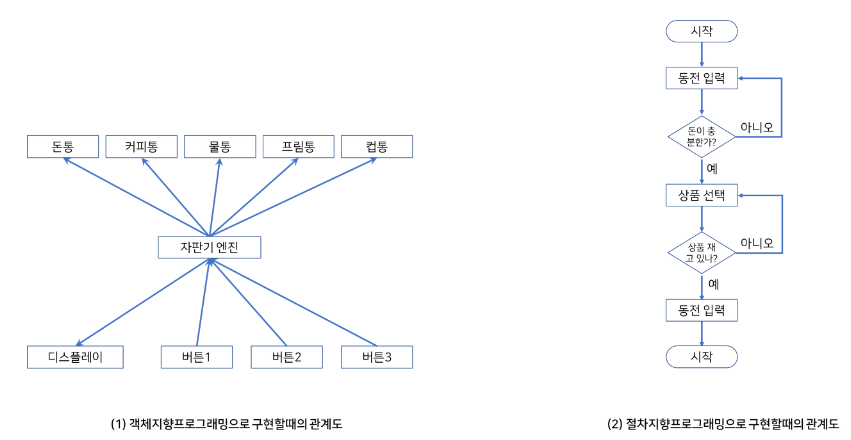 돈통
커피통
물통
프림통
컵통
자판기 엔진
디스플레이
버튼1
버튼2
버튼3
(1) 객체지향프로그래밍으로 구현할때의 관계도
시작
동전 입력
돈이 충
분한가?
아니오
예
상품 선택
상품 재
고 있나?
아니오
예
동전 입력
시작
(2) 절차지향프로그래밍으로 구현할때의 관계도